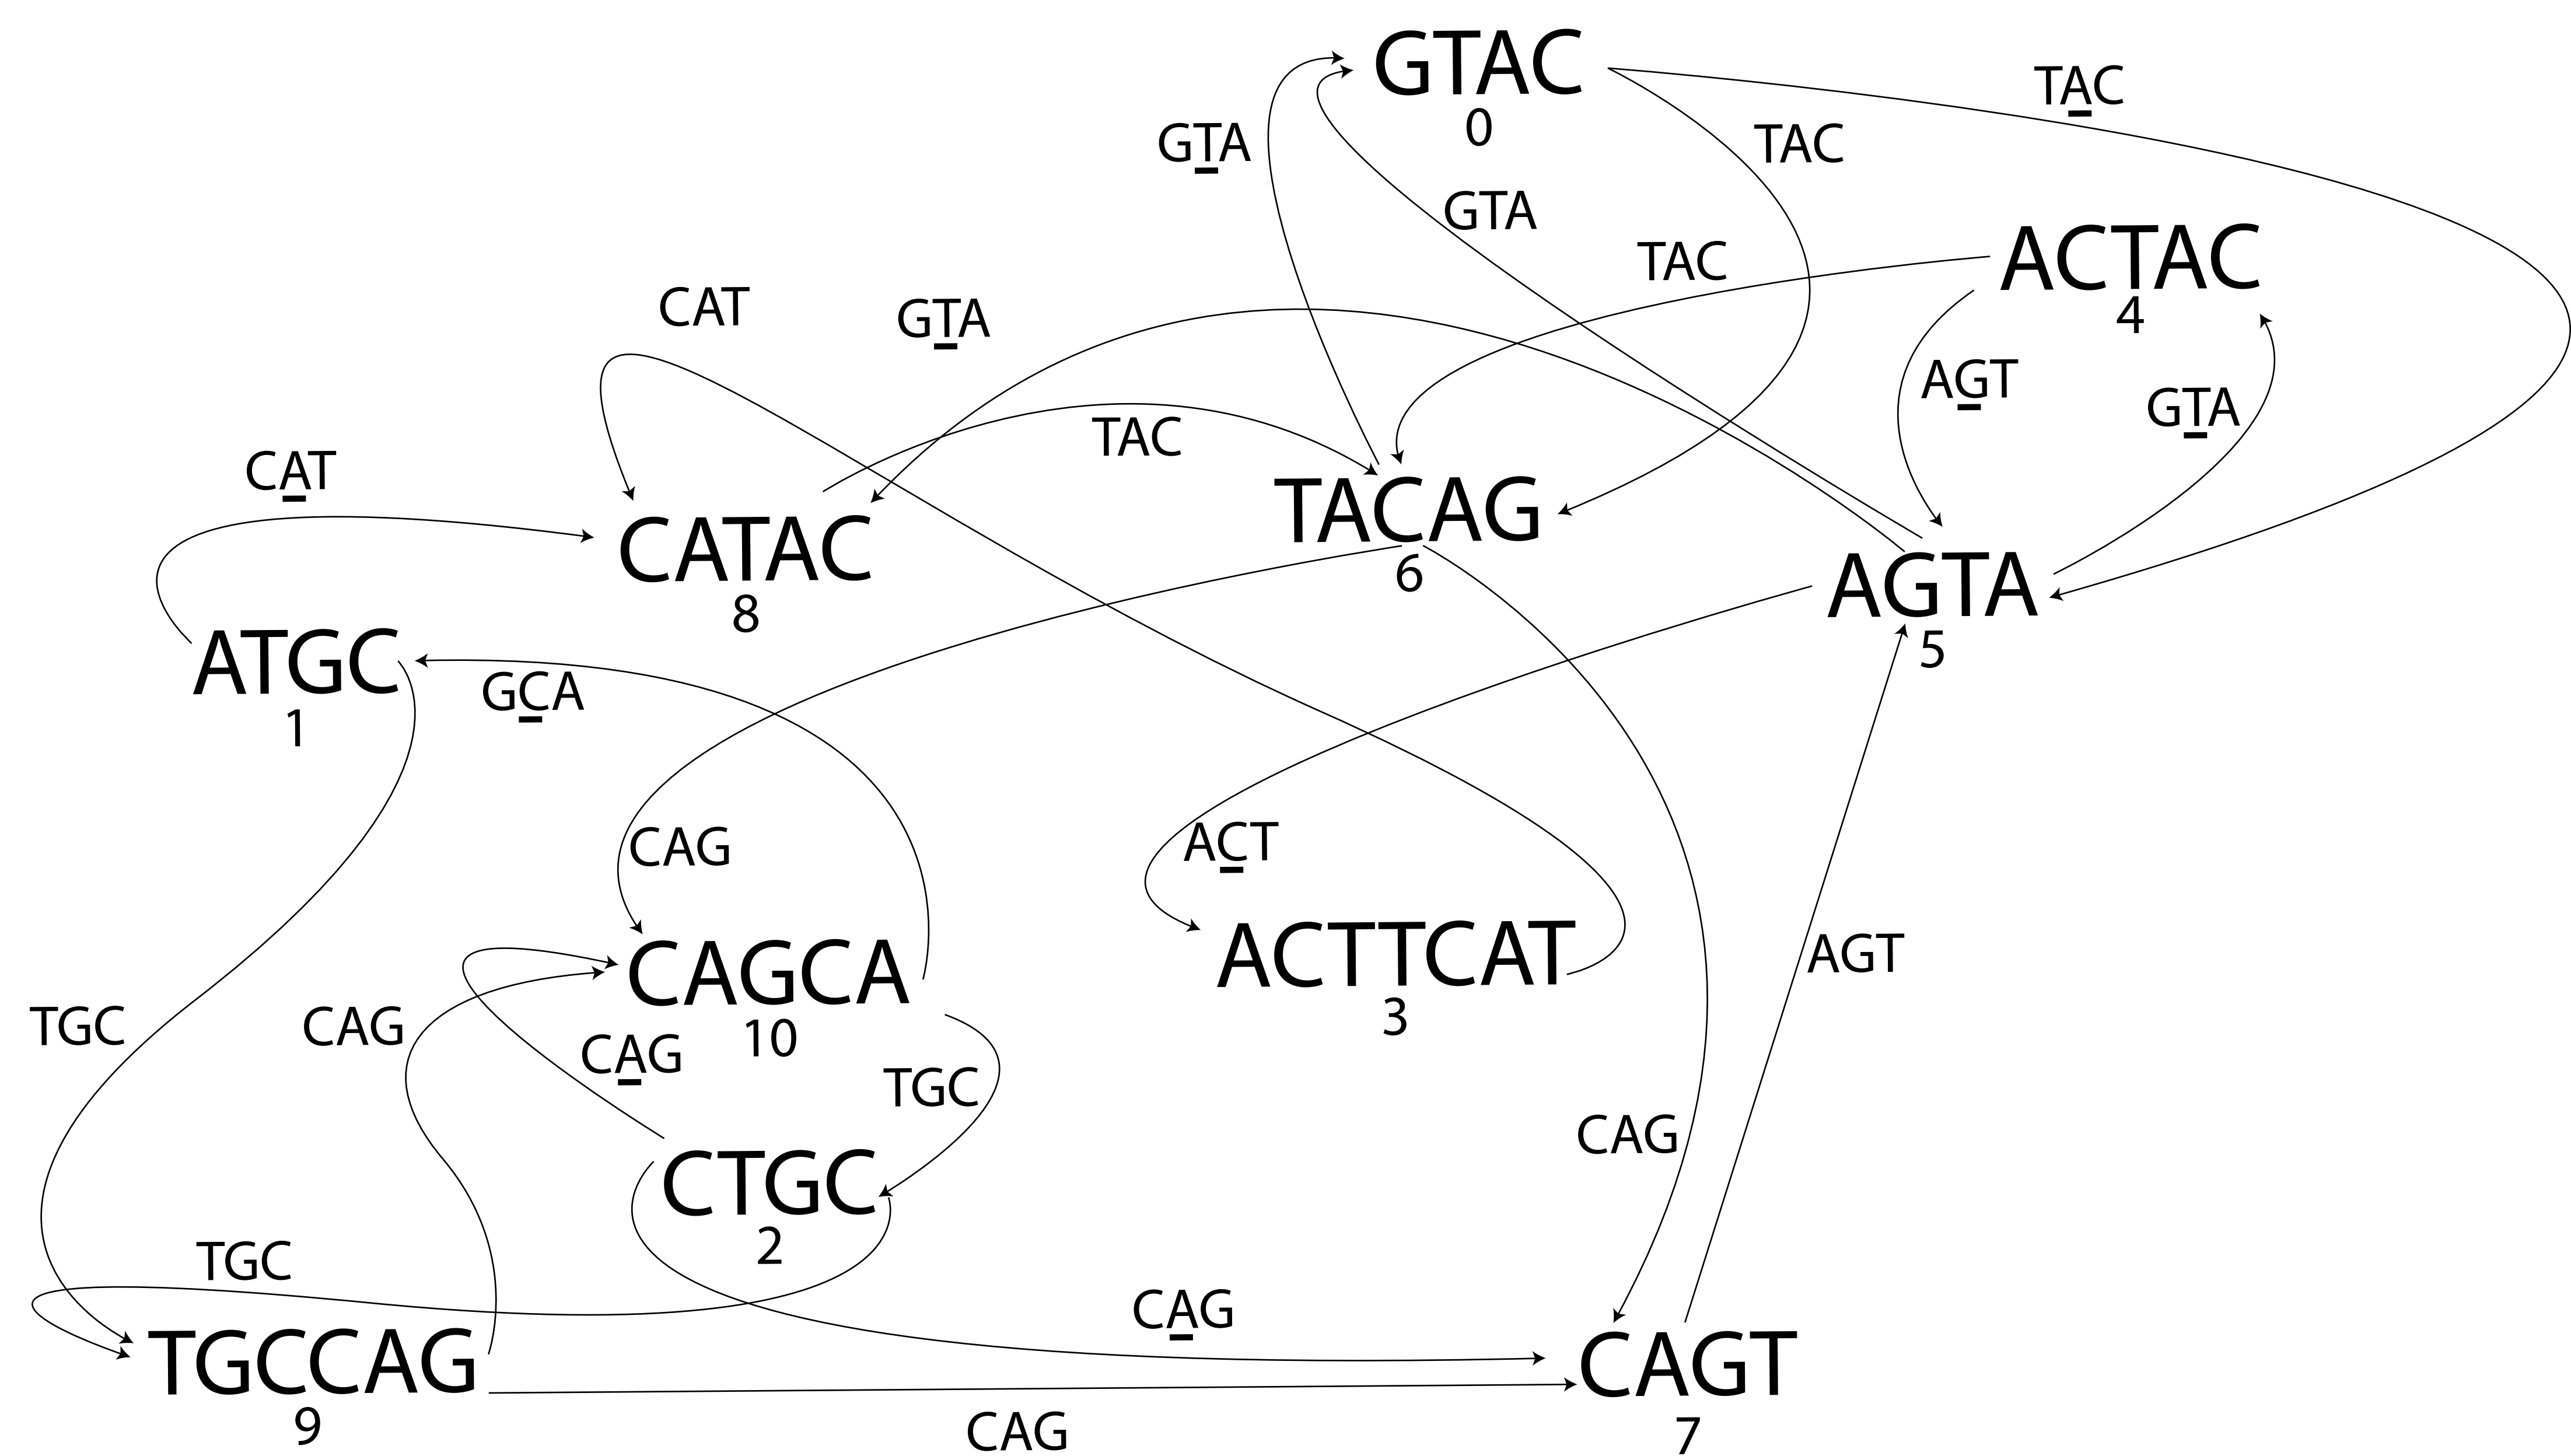 GTAC
0
TAC
TAC
GTA
GTA
ACTAC
4
TAC
CAT
GTA
AGT
GTA
TAC
CAT
TACAG
6
CATAC
8
AGTA
5
ATGC
1
GCA
CAG
ACT
ACTTCAT
3
AGT
CAGCA
10
TGC
CAG
CAG
TGC
CAG
CTGC
2
TGC
CAG
TGCCAG
9
CAGT
7
CAG